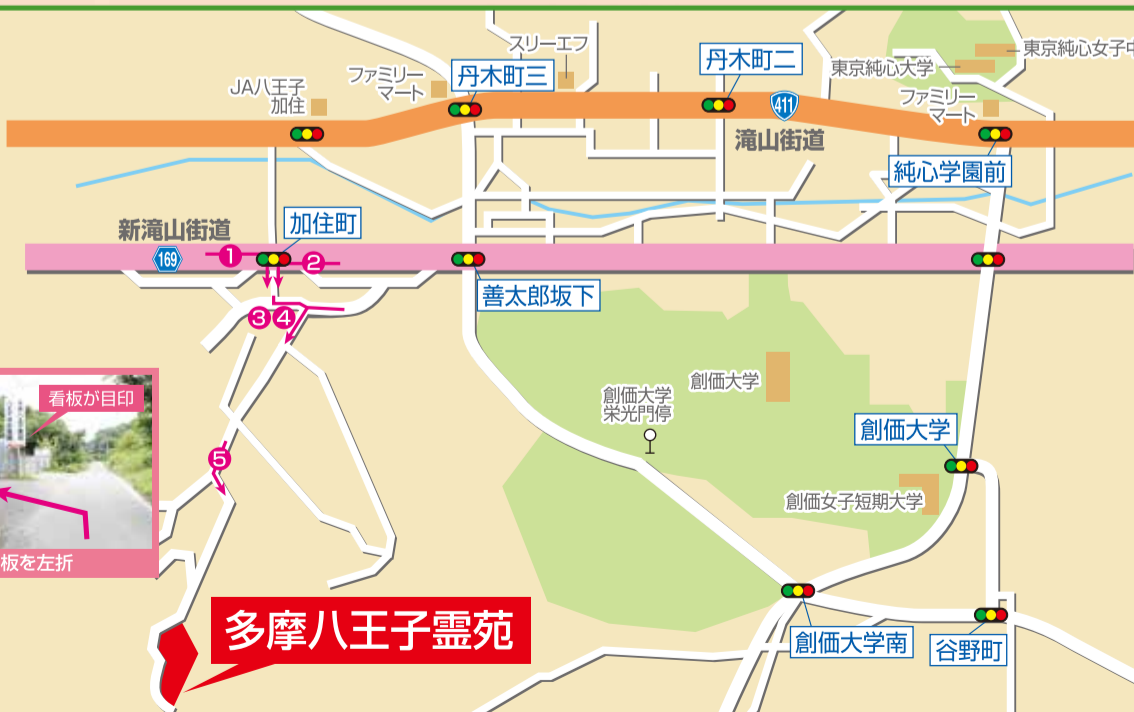 スリーエフ
東京純心女子中
丹木町三
丹木町二
東京純心大学
ファミリー
マート
JA八王子
加住
411
ファミリー
マート
滝山街道
純心学園前
新滝山街道
加住町
169
1
2
善太郎坂下
3
4
創価大学
創価大学
栄光門停
看板が目印
創価大学
5
創価女子短期大学
板を左折
多摩八王子霊苑
創価大学南
谷野町